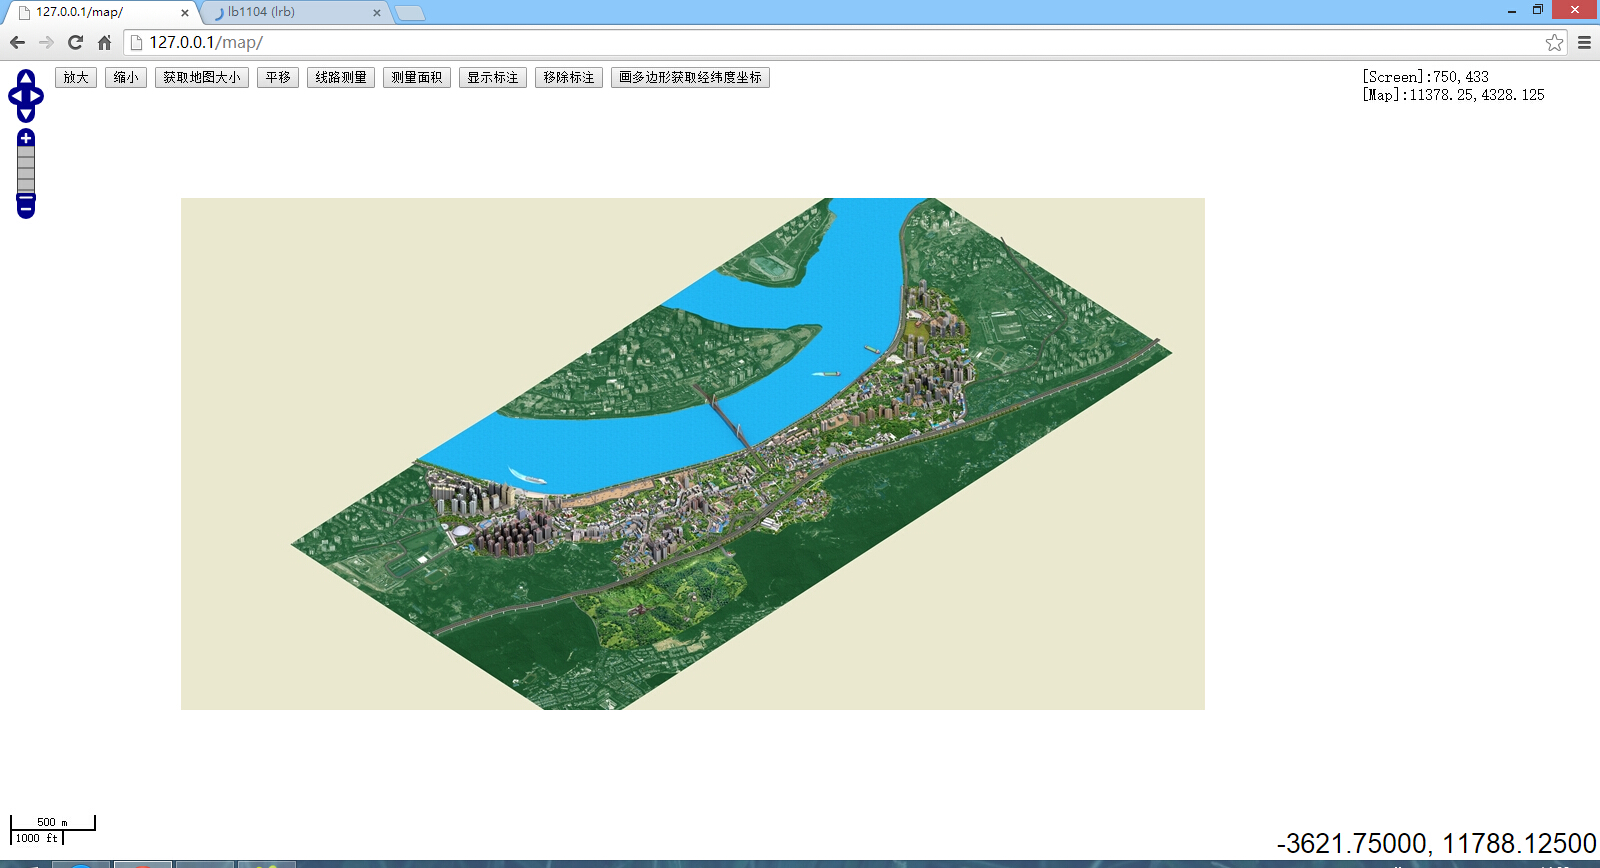 127.0.0.1/map/
lb1104 (lrb)
127.0.0.1/map/
放大 缩小 获取地图大小 平移 线路测量 测量面积 显示标注 移除标注 画多边形获取经纬度坐标
[Screen]:750,433
[Map]:11378.25,4328.125
500 m
1000 ft
-3621.75000, 11788.12500